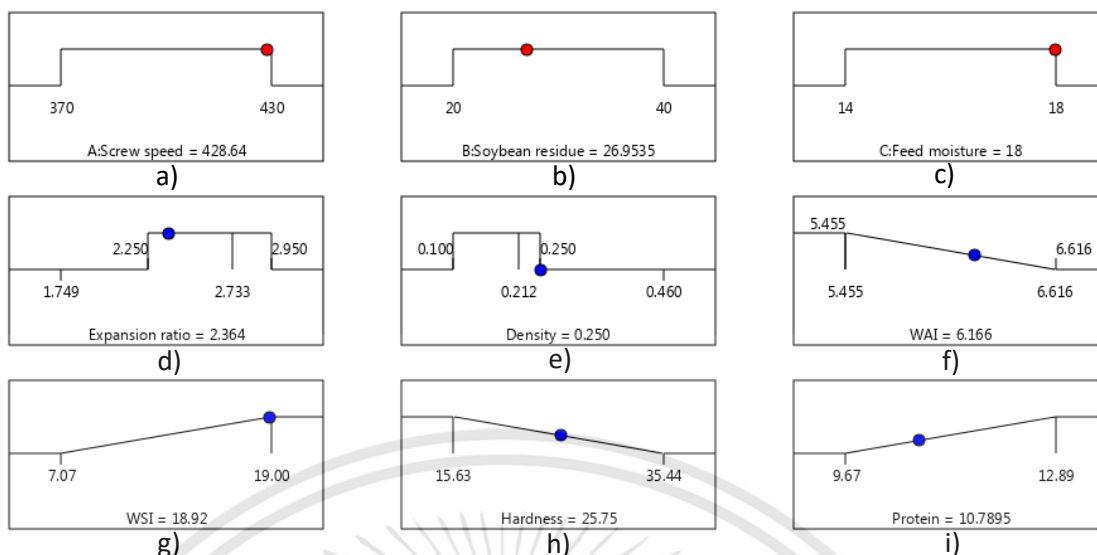 370 430
A:Screw speed = 428.64
a)
20 40
B:Soybean residue = 26.9535
b)
14 18
C:Feed moisture = 18
c)
2.250 2.950
1.749 2.733
Expansion ratio = 2.364
d)
0.100 0.250
0.212 0.460
Density = 0.250
e)
5.455 6.616
5.455 6.616
WAI = 6.166
f)
7.07 19.00
WSI = 18.92
g)
15.63 35.44
Hardness = 25.75
h)
9.67 12.89
Protein = 10.7895
i)